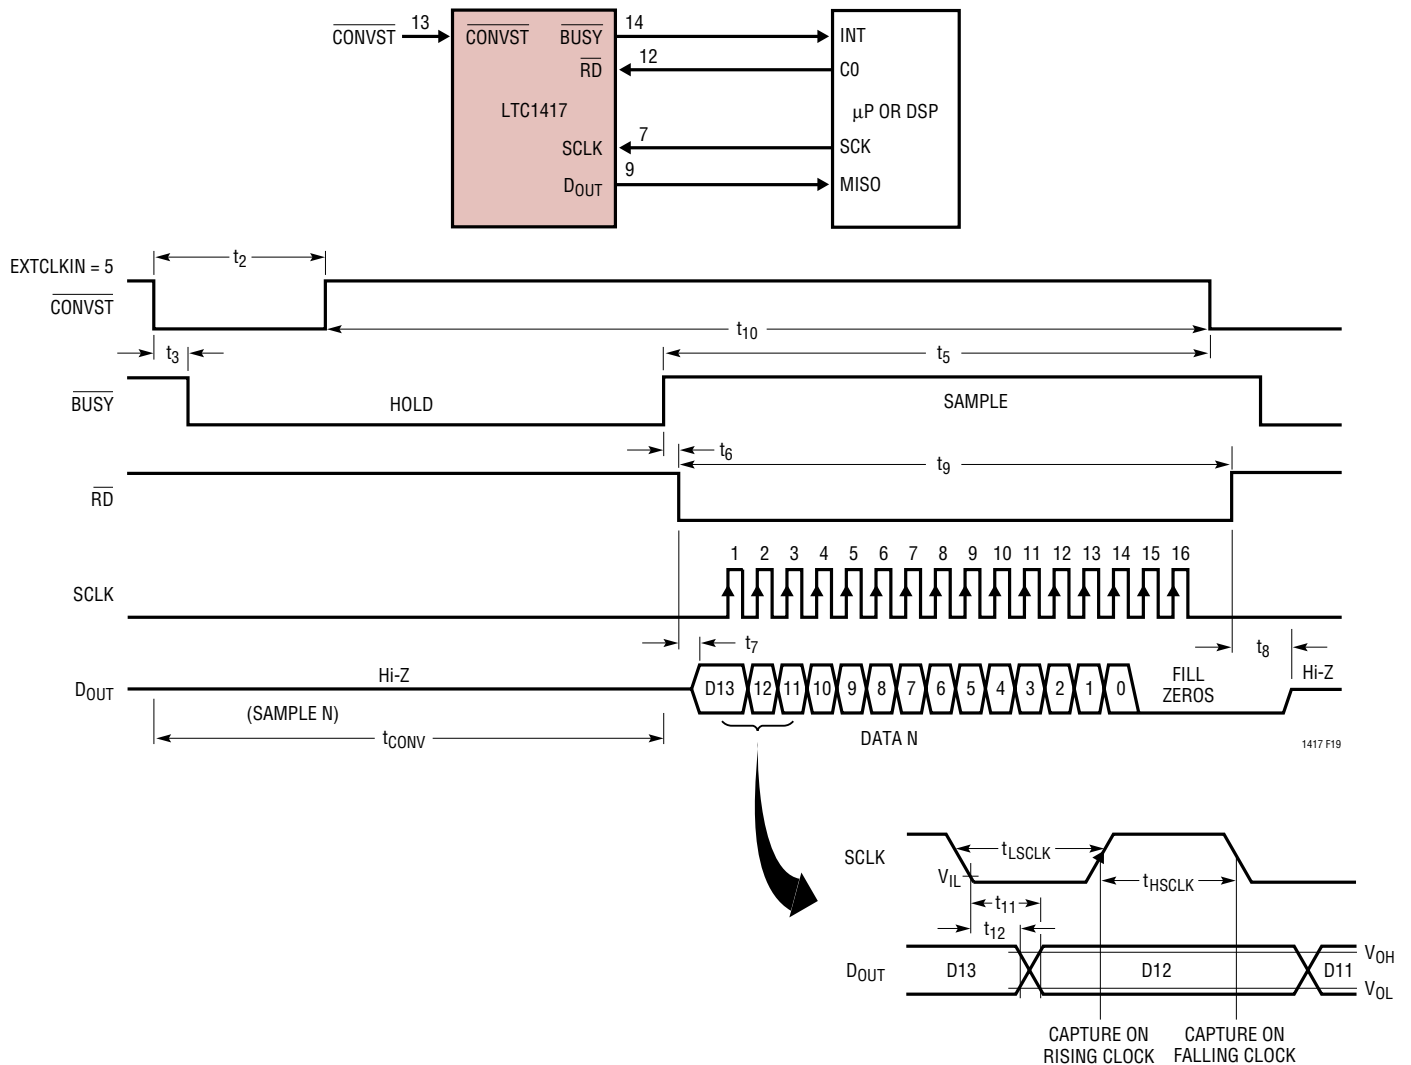 CONVST 13 CONVST BUSY 14 INT
RD 12 C0
LTC1417 µP OR DSP
SCLK 7 SCK
DOUT 9 MISO
t2
EXTCLKIN = 5
CONVST
t10
t3 t5
BUSY HOLD SAMPLE
t6 t9
RD
1 2 3 4 5 6 7 8 9 10 11 12 13 14 15 16
SCLK
t7 t8
DOUT Hi-Z D13 12 11 10 9 8 7 6 5 4 3 2 1 0 FILL Hi-Z
ZEROS
(SAMPLE N)
tCONV DATA N 1417 F19
SCLK tLSCLK
VIL tHSCLK
t11
t12
DOUT D13 D12 D11 VOH
VOL
CAPTURE ON
RISING CLOCK
CAPTURE ON
FALLING CLOCK